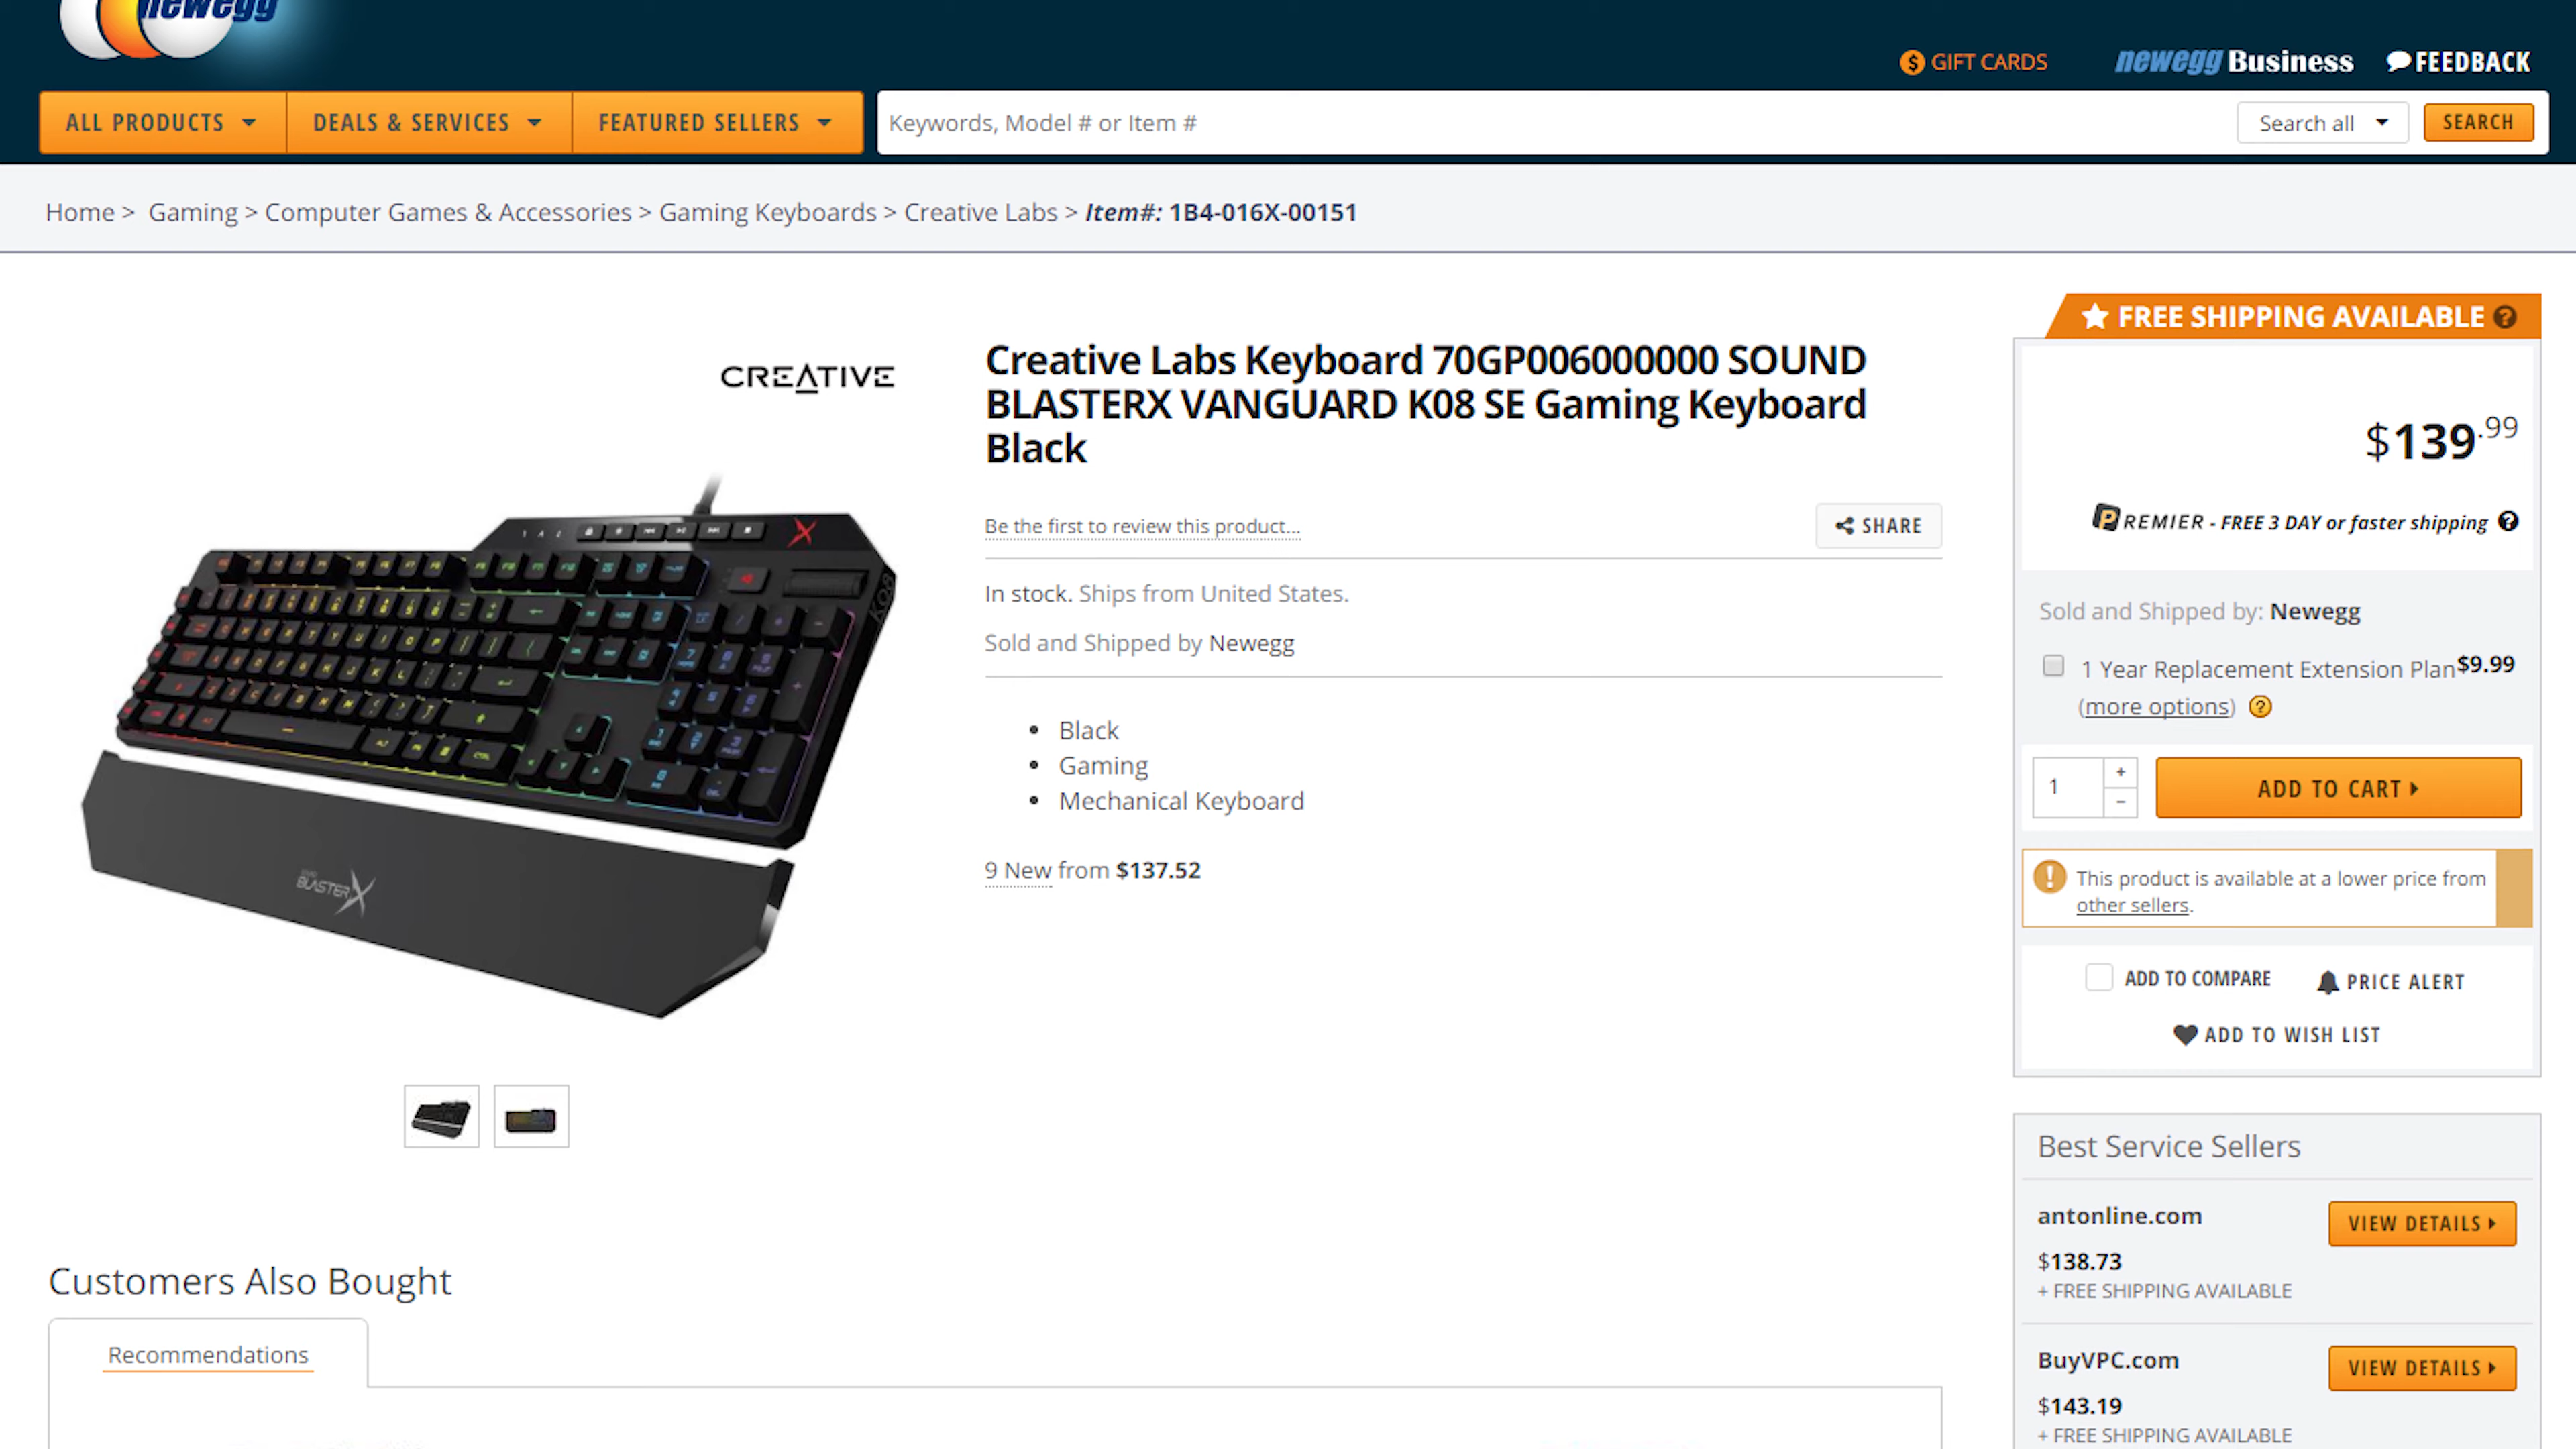 newegg
GIFT CARDS
newegg Business
FEEDBACK
ALL PRODUCTS
DEALS & SERVICES
FEATURED SELLERS
Keywords, Model # or Item #
Search all
SEARCH
Home > Gaming > Computer Games & Accessories > Gaming Keyboards > Creative Labs > Item#: 1B4-016X-00151
CREATIVE
K08
BLASTERX
Creative Labs Keyboard 70GP006000000 SOUND
BLASTERX VANGUARD K08 SE Gaming Keyboard
Black
Be the first to review this product...
SHARE
In stock. Ships from United States.
Sold and Shipped by Newegg
• Black
• Gaming
• Mechanical Keyboard
9 New from $137.52
FREE SHIPPING AVAILABLE ?
$139.99
PREMIER - FREE 3 DAY or faster shipping ?
Sold and Shipped by: Newegg
1 Year Replacement Extension Plan $9.99
(more options) ?
1 + -
ADD TO CART
! This product is available at a lower price from
other sellers.
ADD TO COMPARE
PRICE ALERT
ADD TO WISH LIST
Best Service Sellers
antonline.com
VIEW DETAILS
$138.73
+ FREE SHIPPING AVAILABLE
BuyVPC.com
VIEW DETAILS
$143.19
+ FREE SHIPPING AVAILABLE
Customers Also Bought
Recommendations